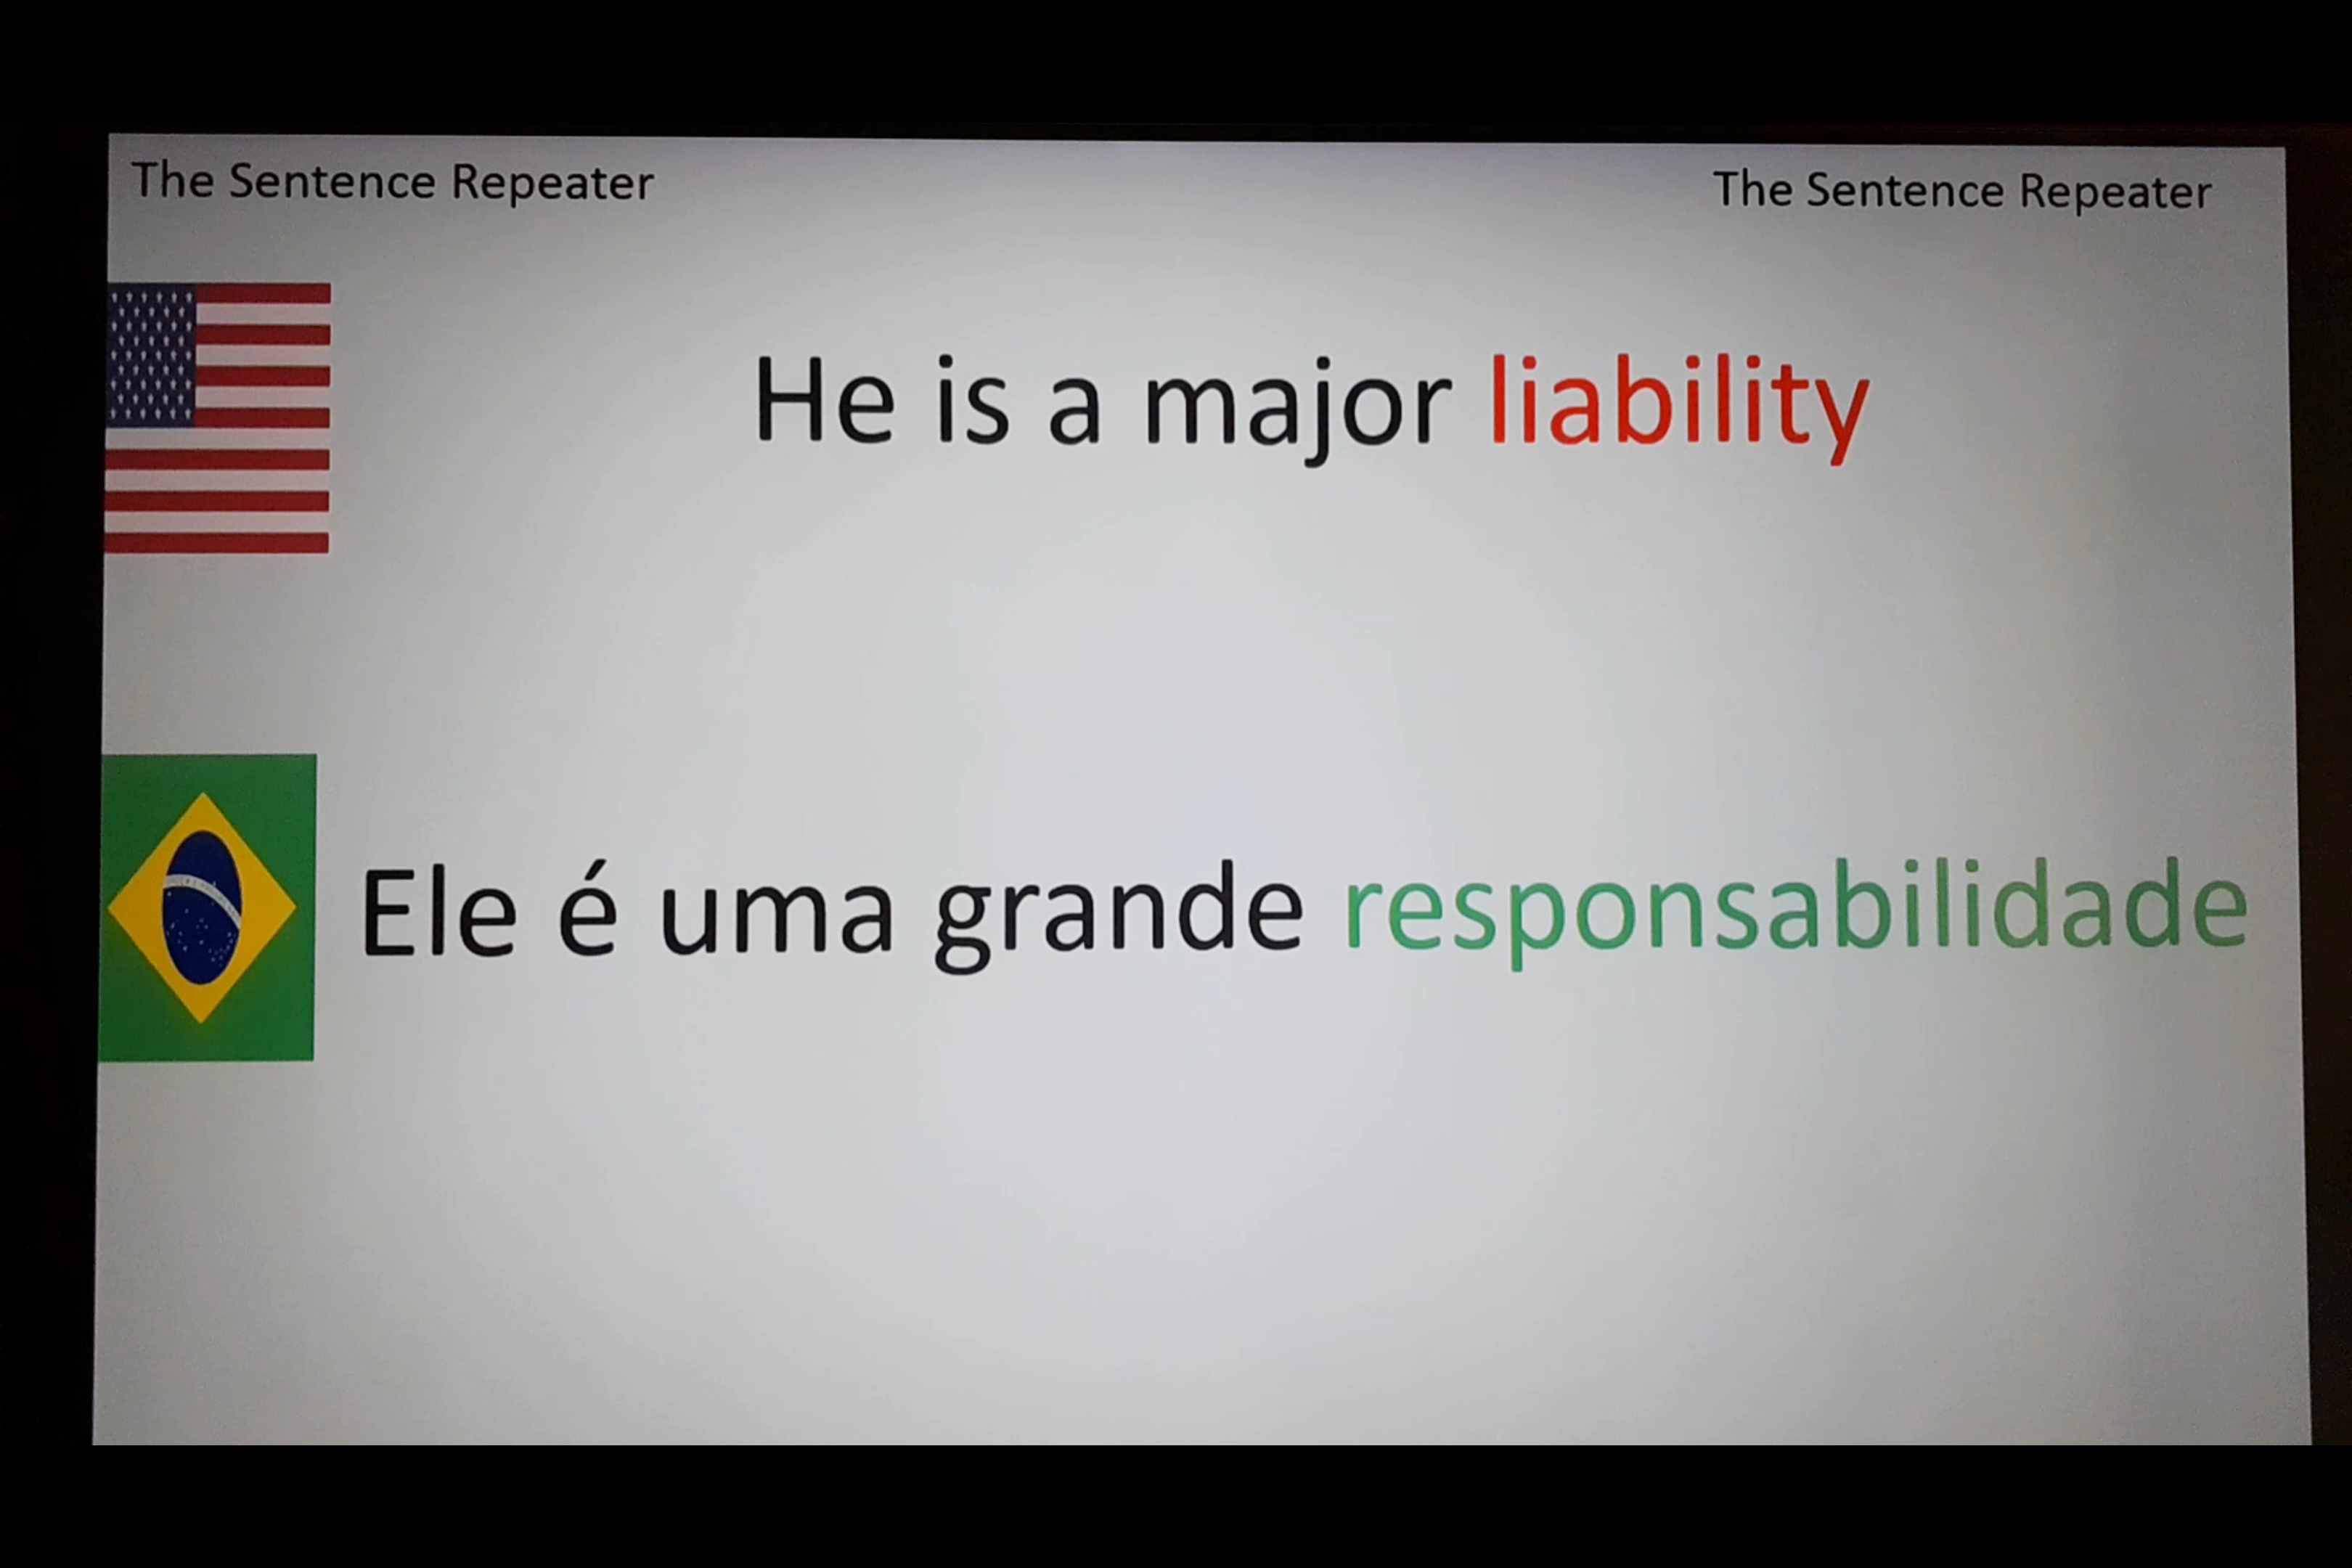 The Sentence Repeater
The Sentence Repeater
He is a major liability
Ele é uma grande responsabilidade